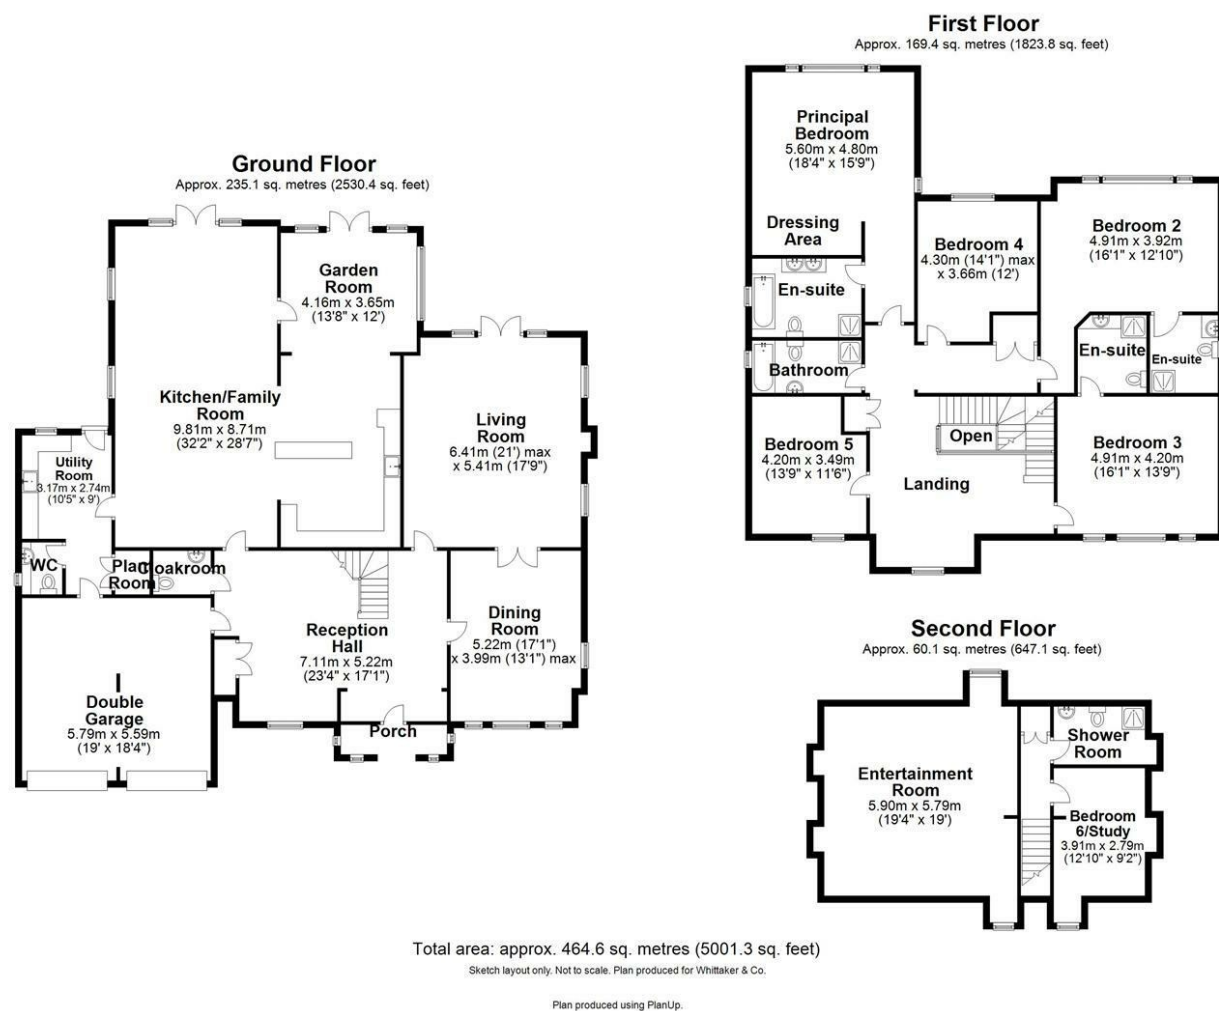 Ground Floor
Approx. 235.1 sq. metres (2530.4 sq. feet)
Garden
Room
4.16m x 3.65m
(13'8" x 12')
Kitchen/Family
Room
9.81m x 8.71m
(32'2" x 28'7")
Living
Room
6.41m (21') max
x 5.41m (17'9")
Utility
Room
3.17m x 2.74m
(10'5" x 9')
WC
Plant
Room
Cloakroom
Reception
Hall
7.11m x 5.22m
(23'4" x 17'1")
Dining
Room
5.22m (17'1")
x 3.99m (13'1") max
Double
Garage
5.79m x 5.59m
(19' x 18'4")
Porch
First Floor
Approx. 169.4 sq. metres (1823.8 sq. feet)
Principal
Bedroom
5.60m x 4.80m
(18'4" x 15'9")
Dressing
Area
Bedroom 4
4.30m (14'1") max
x 3.66m (12')
Bedroom 2
4.91m x 3.92m
(16'1" x 12'10")
En-suite
Bathroom
En-suite
En-suite
Bedroom 5
4.20m x 3.49m
(13'9" x 11'6")
Open
Landing
Bedroom 3
4.91m x 4.20m
(16'1" x 13'9")
Second Floor
Approx. 60.1 sq. metres (647.1 sq. feet)
Entertainment
Room
5.90m x 5.79m
(19'4" x 19')
Shower
Room
Bedroom
6/Study
3.91m x 2.79m
(12'10" x 9'2")
Total area: approx. 464.6 sq. metres (5001.3 sq. feet)
Sketch layout only. Not to scale. Plan produced for Whittaker & Co.
Plan produced using PlanUp.